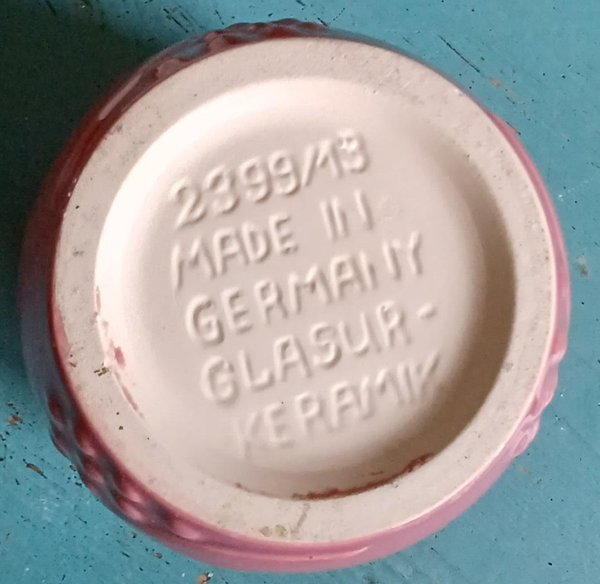 2399/13
MADE IN
GERMANY
GLASUR-
KERAMIK